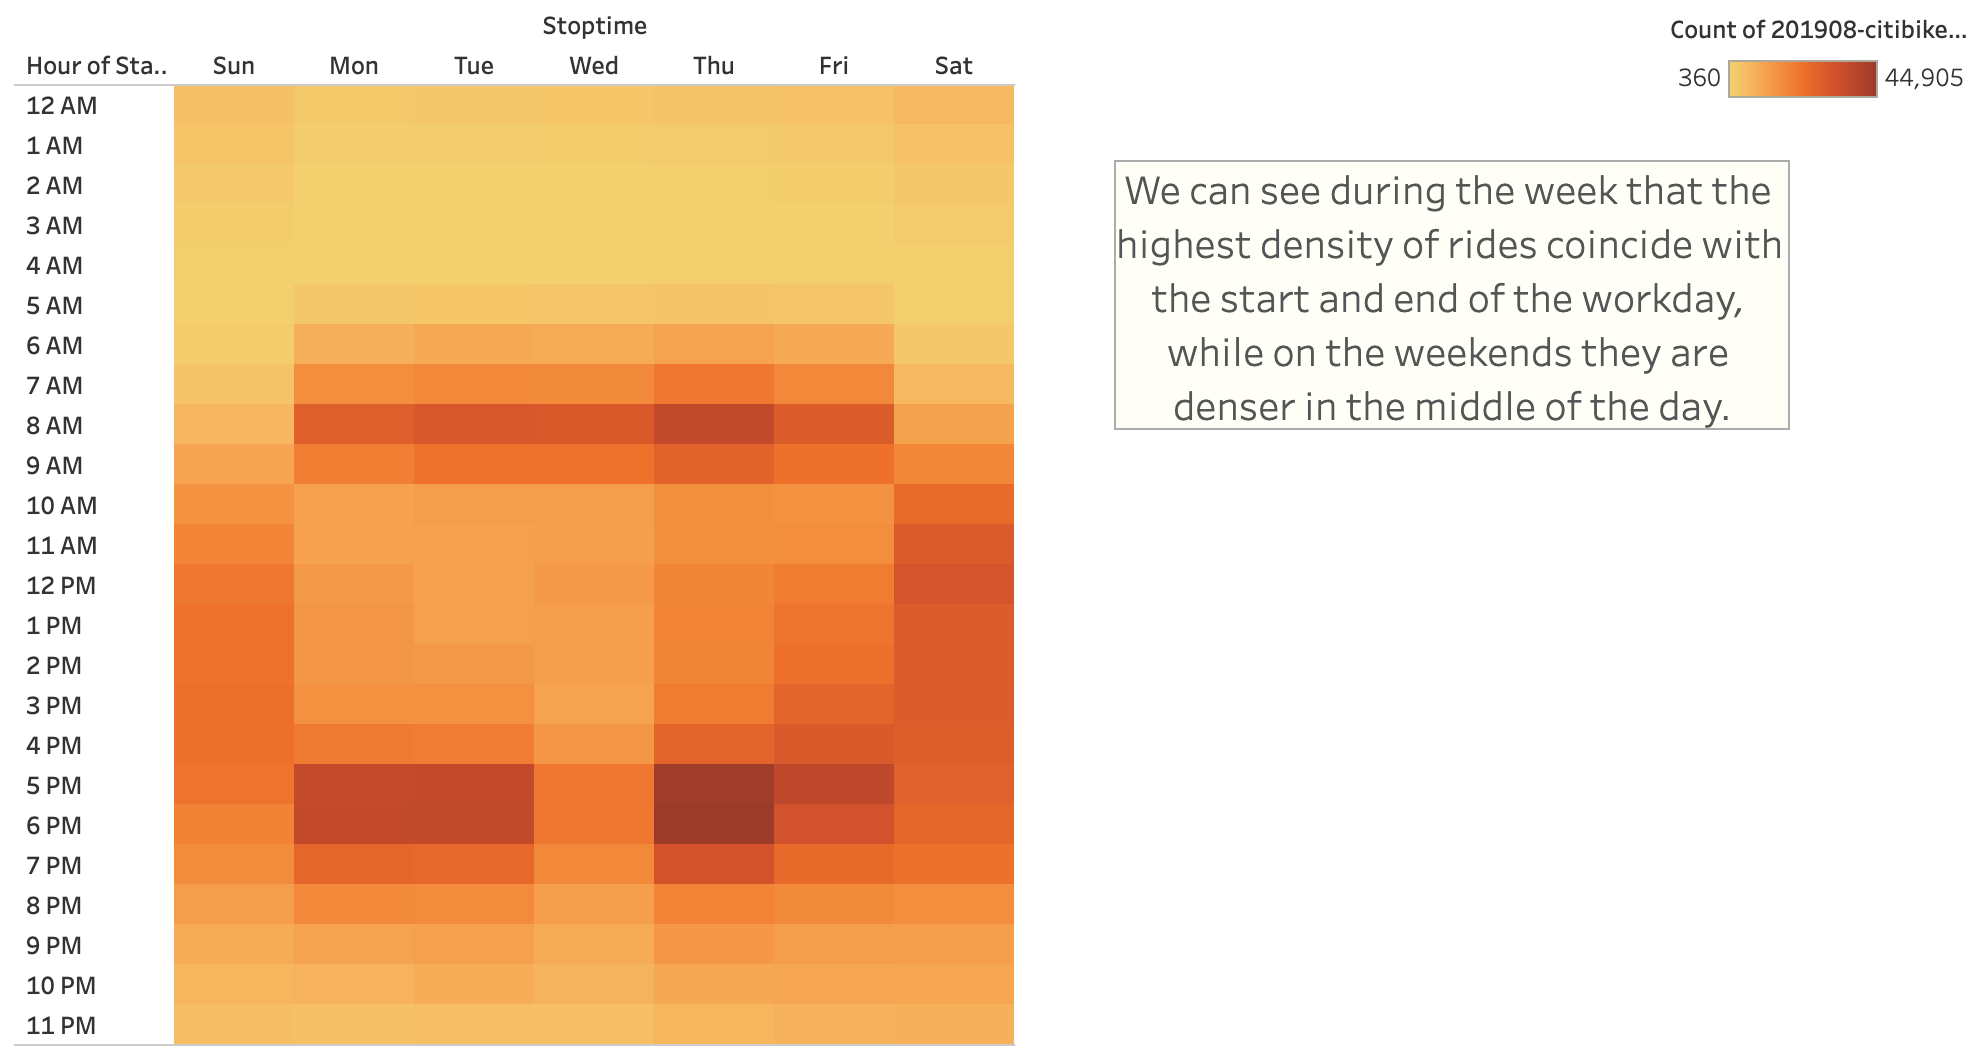 Stoptime
Count of 201908-citibike...
Hour of Sta.. Sun Mon Tue Wed Thu Fri Sat
360 44,905
12 AM
1 AM
2 AM
3 AM
4 AM
5 AM
6 AM
7 AM
8 AM
9 AM
10 AM
11 AM
12 PM
1 PM
2 PM
3 PM
4 PM
5 PM
6 PM
7 PM
8 PM
9 PM
10 PM
11 PM
We can see during the week that the
highest density of rides coincide with
the start and end of the workday,
while on the weekends they are
denser in the middle of the day.